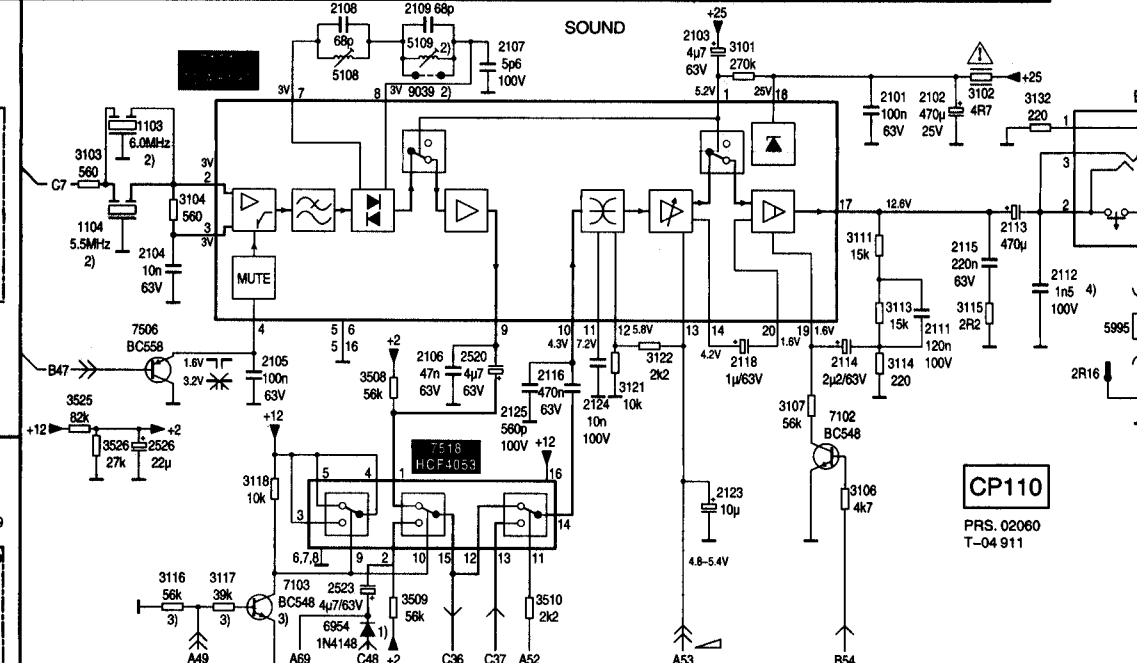 SOUND
2108
68p
5108
2109 68p
5109
2)
9039 2)
2107
5p6
100V
+25
2103
4µ7
63V
3101
270k
3102
4R7
+25
2101
100n
63V
2102
470µ
25V
3132
220
1
3
2
3V
7
8
3V
5.2V
1
25V
18
1103
6.0MHz
2)
3103
560
C7
1104
5.5MHz
2)
3V
2
3104
560
3
3V
2104
10n
63V
MUTE
17
12.6V
3111
15k
2113
470µ
2115
220n
63V
3115
2R2
2112
1n5
100V
4)
3113
15k
2111
120n
100V
3114
220
5995
2R16
4
5
6
5
16
9
10
4.3V
11
7.2V
12
5.8V
13
14
4.2V
20
1.6V
19
1.6V
7506
BC558
1.6V
3.2V
B47
2105
100n
63V
+2
3508
56k
2106
47n
63V
2520
4µ7
63V
2116
470n
63V
2125
560p
100V
2124
10n
100V
3122
2k2
3121
10k
2118
1µ/63V
2114
2µ2/63V
3107
56k
7102
BC548
3106
4k7
3525
82k
+12
+2
3526
27k
2526
22µ
+12
3118
10k
7518
HCF4053
+12
16
5
4
1
3
14
6,7,8
9
2
10
15
12
13
11
2123
10µ
4.8–5.4V
CP110
PRS. 02060
T–04 911
3116
56k
3)
3117
39k
3)
7103
BC548
3)
2523
4µ7/63V
6954
1N4148
1)
3509
56k
+2
3510
2k2
A49
A69
C48
C36
C37
A52
A53
B54